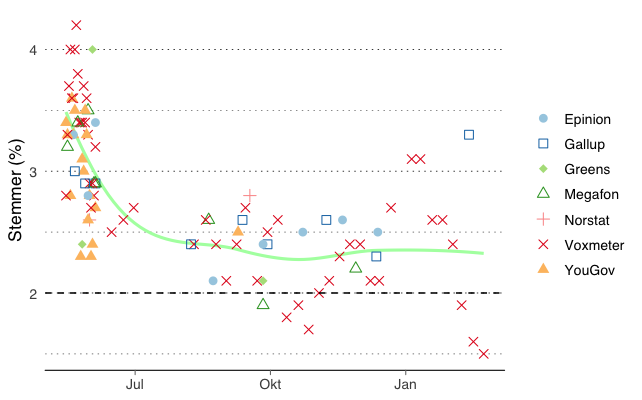 Stemmer (%)
4
3
2
Jul
Okt
Jan
Epinion
Gallup
Greens
Megafon
Norstat
Voxmeter
YouGov